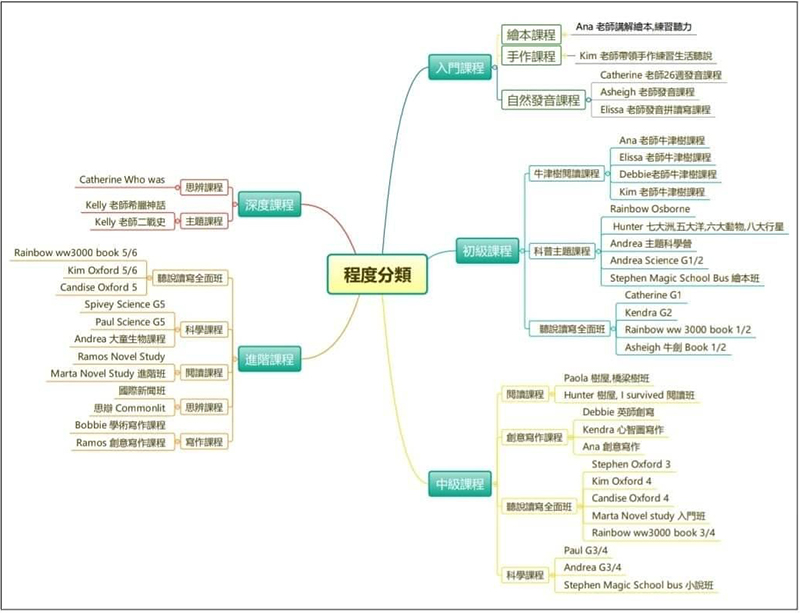 程度分類
入門課程
繪本課程
Ana 老師講解繪本,練習聽力
手作課程
Kim 老師帶領手作練習生活聽說
自然發音課程
Catherine 老師26週發音課程
Asheigh 老師發音課程
Elissa 老師發音拼讀寫課程
初級課程
牛津樹閱讀課程
Ana 老師牛津樹課程
Elissa 老師牛津樹課程
Debbie老師牛津樹課程
Kim 老師牛津樹課程
科普主題課程
Rainbow Osborne
Hunter 七大洲,五大洋,六大動物,八大行星
Andrea 主題科學營
Andrea Science G1/2
Stephen Magic School Bus 繪本班
聽說讀寫全面班
Catherine G1
Kendra G2
Rainbow ww 3000 book 1/2
Asheigh 牛創 Book 1/2
中級課程
閱讀課程
Paola 樹屋,橋梁樹班
Hunter 樹屋, I survived 閱讀班
創意寫作課程
Debbie 英師創寫
Kendra 心智圖寫作
Ana 創意寫作
聽說讀寫全面班
Stephen Oxford 3
Kim Oxford 4
Candise Oxford 4
Marta Novel study 入門班
Rainbow ww3000 book 3/4
科學課程
Paul G3/4
Andrea G3/4
Stephen Magic School bus 小說班
深度課程
思辨課程
Catherine Who was
主題課程
Kelly 老師希臘神話
Kelly 老師二戰史
進階課程
聽說讀寫全面班
Rainbow ww3000 book 5/6
Kim Oxford 5/6
Candise Oxford 5
科學課程
Spivey Science G5
Paul Science G5
Andrea 大童生物課程
閱讀課程
Ramos Novel Study
Marta Novel Study 進階班
思辨課程
國際新聞班
思辯 Commonlit
寫作課程
Bobbie 學術寫作課程
Ramos 創意寫作課程